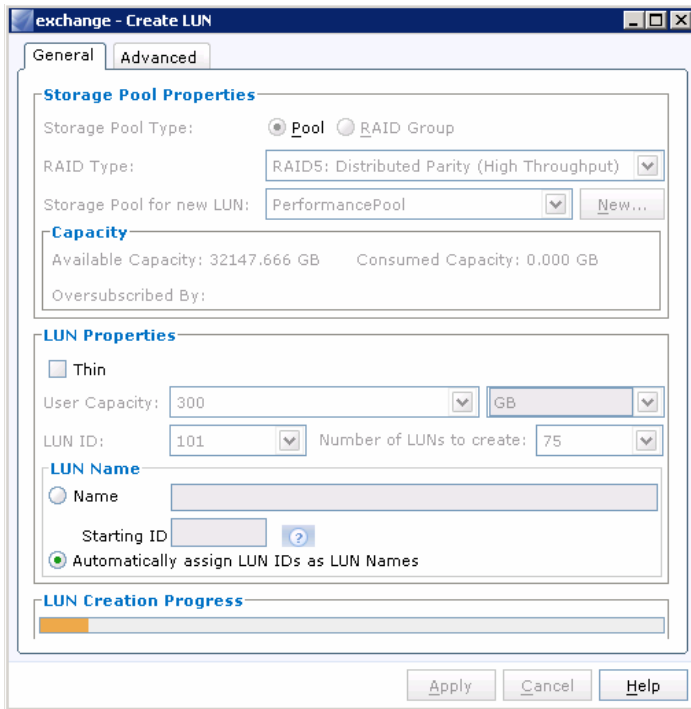 exchange - Create LUN
General Advanced
Storage Pool Properties
Storage Pool Type: Pool RAID Group
RAID Type: RAID5: Distributed Parity (High Throughput)
Storage Pool for new LUN: PerformancePool New...
Capacity
Available Capacity: 32147.666 GB Consumed Capacity: 0.000 GB
Oversubscribed By:
LUN Properties
Thin
User Capacity: 300 GB
LUN ID: 101 Number of LUNs to create: 75
LUN Name
Name
Starting ID ?
Automatically assign LUN IDs as LUN Names
LUN Creation Progress
Apply Cancel Help